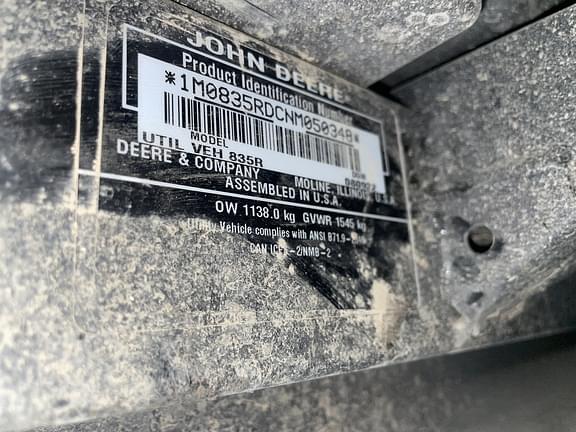 JOHN DEERE
Product Identification Number
*1M0835RDCNM050348*
MODEL
UTIL VEH 835R
DEERE & COMPANY MOLINE, ILLINOIS, U.S.A.
ASSEMBLED IN U.S.A.
OW 1138.0 kg GVWR 1545 kg
Utility Vehicle complies with ANSI B71.9-
CAN ICES-2/NMB-2